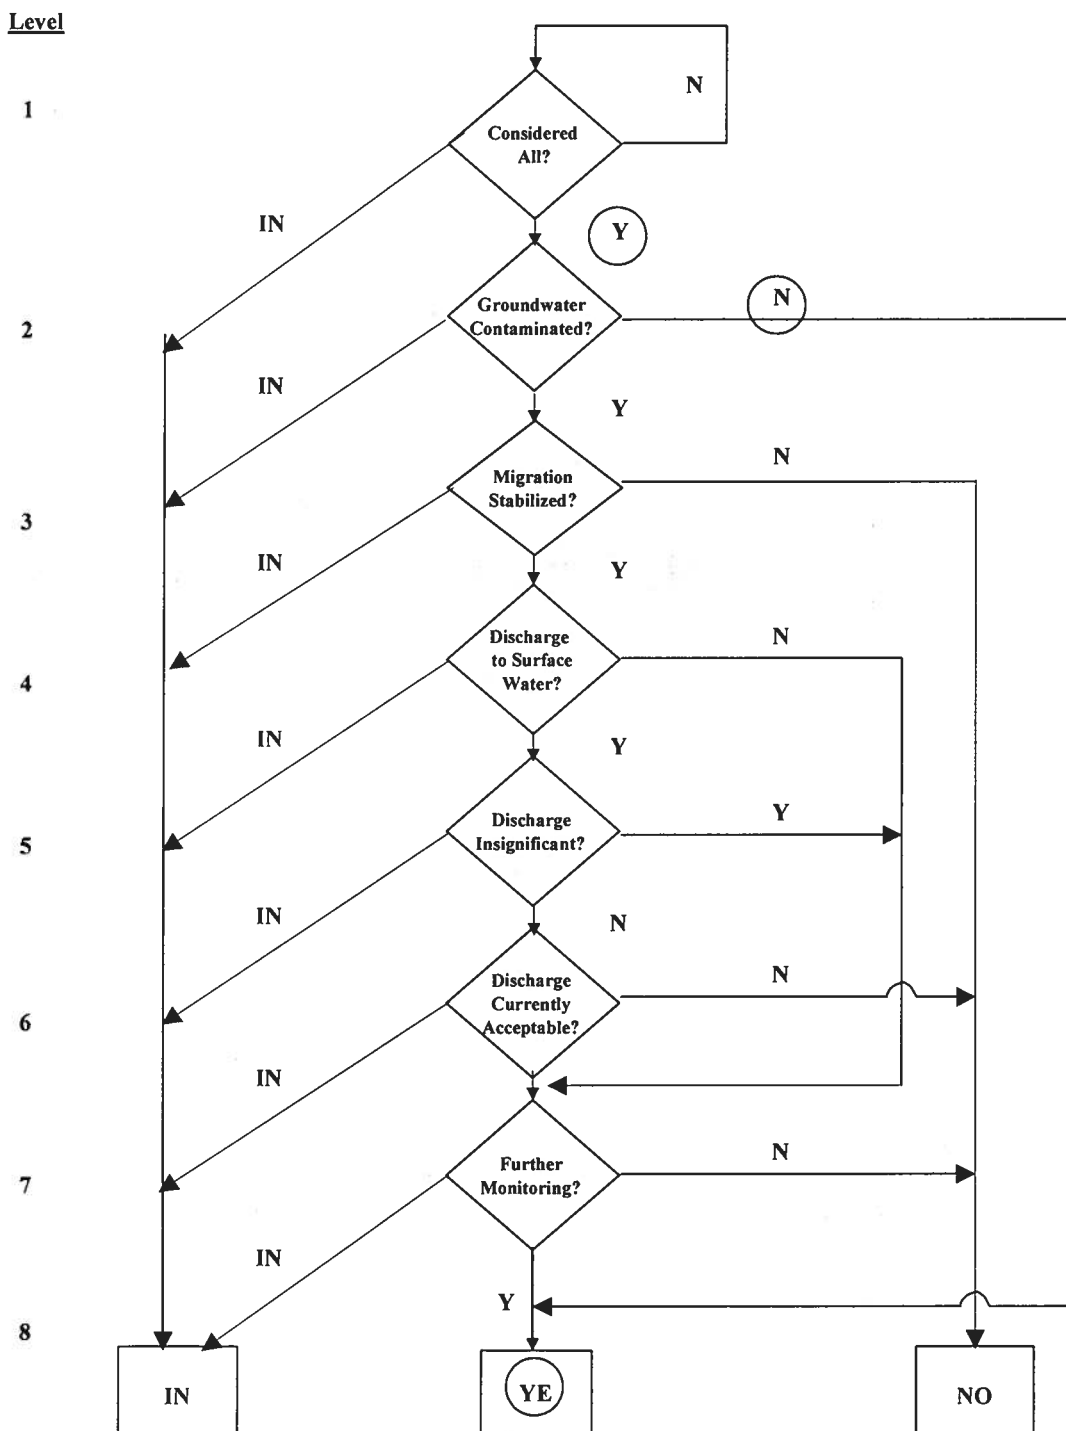 Level
1
N
Considered
All?
IN
Y
Groundwater
Contaminated?
N
2
IN
Y
Migration
Stabilized?
N
3
IN
Y
Discharge
to Surface
Water?
N
4
IN
Y
Discharge
Insignificant?
Y
5
IN
N
Discharge
Currently
Acceptable?
N
6
IN
Further
Monitoring?
N
7
IN
Y
8
IN
YE
NO